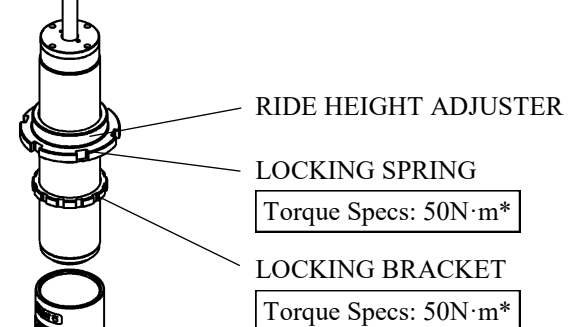 RIDE HEIGHT ADJUSTER
LOCKING SPRING
Torque Specs: 50N·m*
LOCKING BRACKET
Torque Specs: 50N·m*